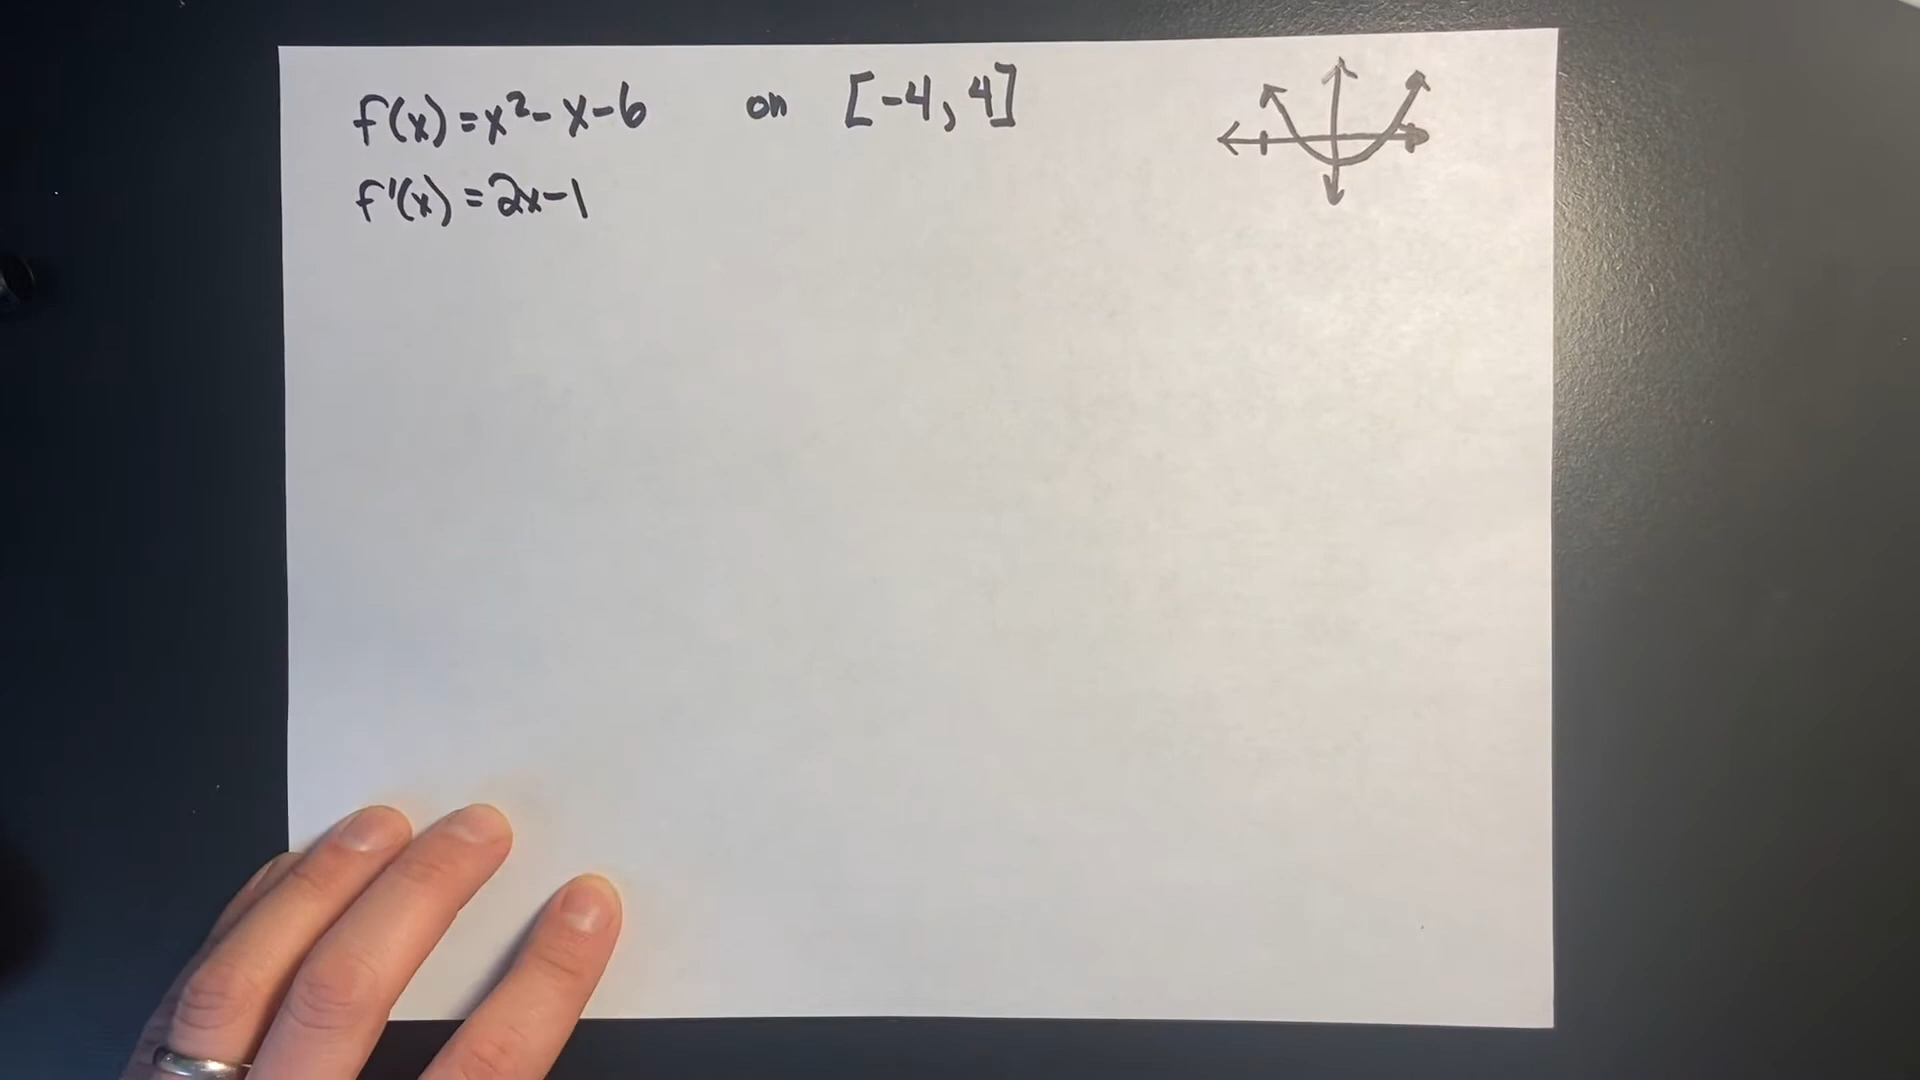 f(x)=x²-x-6 on [-4, 4]
f'(x)=2x-1